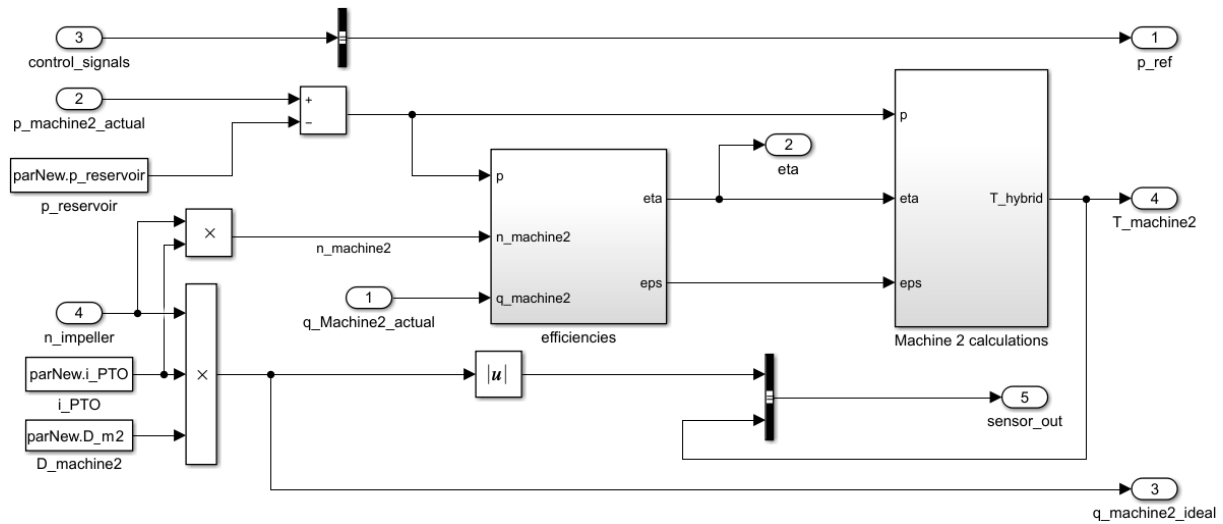 3
control_signals
1
p_ref
2
p_machine2_actual
+
−
p
parNew.p_reservoir
p_reservoir
2
eta
p
eta
eta
T_hybrid
4
T_machine2
×
n_machine2
n_machine2
1
q_Machine2_actual
q_machine2
eps
eps
efficiencies
Machine 2 calculations
4
n_impeller
parNew.i_PTO
i_PTO
×
|u|
5
sensor_out
parNew.D_m2
D_machine2
3
q_machine2_ideal